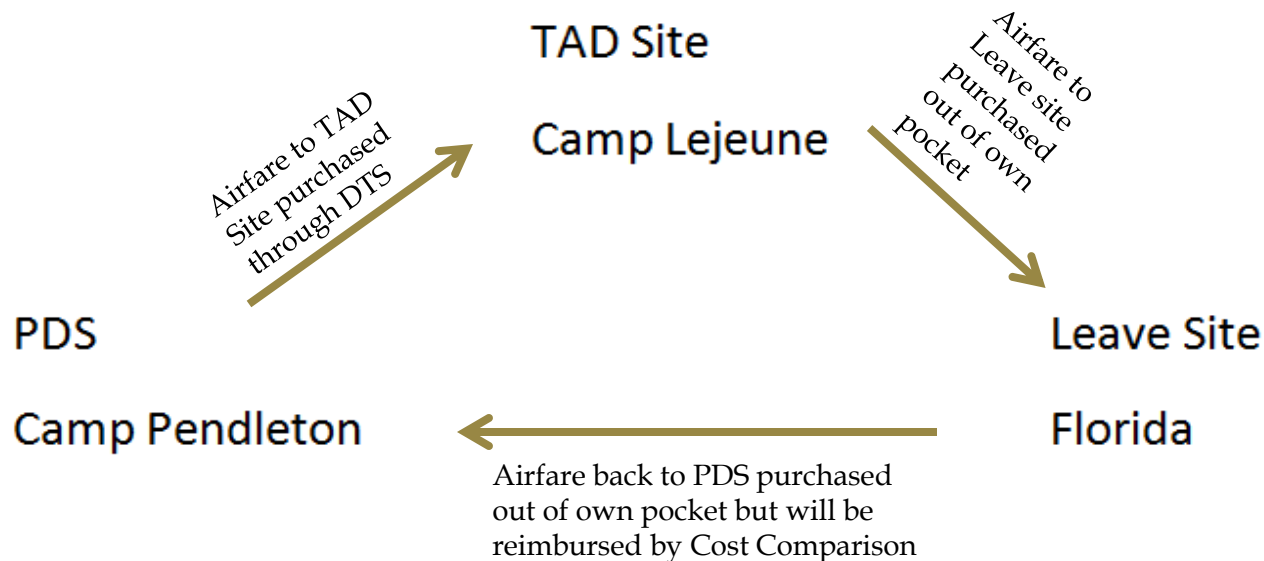 TAD Site
Camp Lejeune
Airfare to TAD
Site purchased
through DTS
Airfare to
Leave site
purchased
out of own
pocket
PDS
Camp Pendleton
Leave Site
Florida
Airfare back to PDS purchased
out of own pocket but will be
reimbursed by Cost Comparison